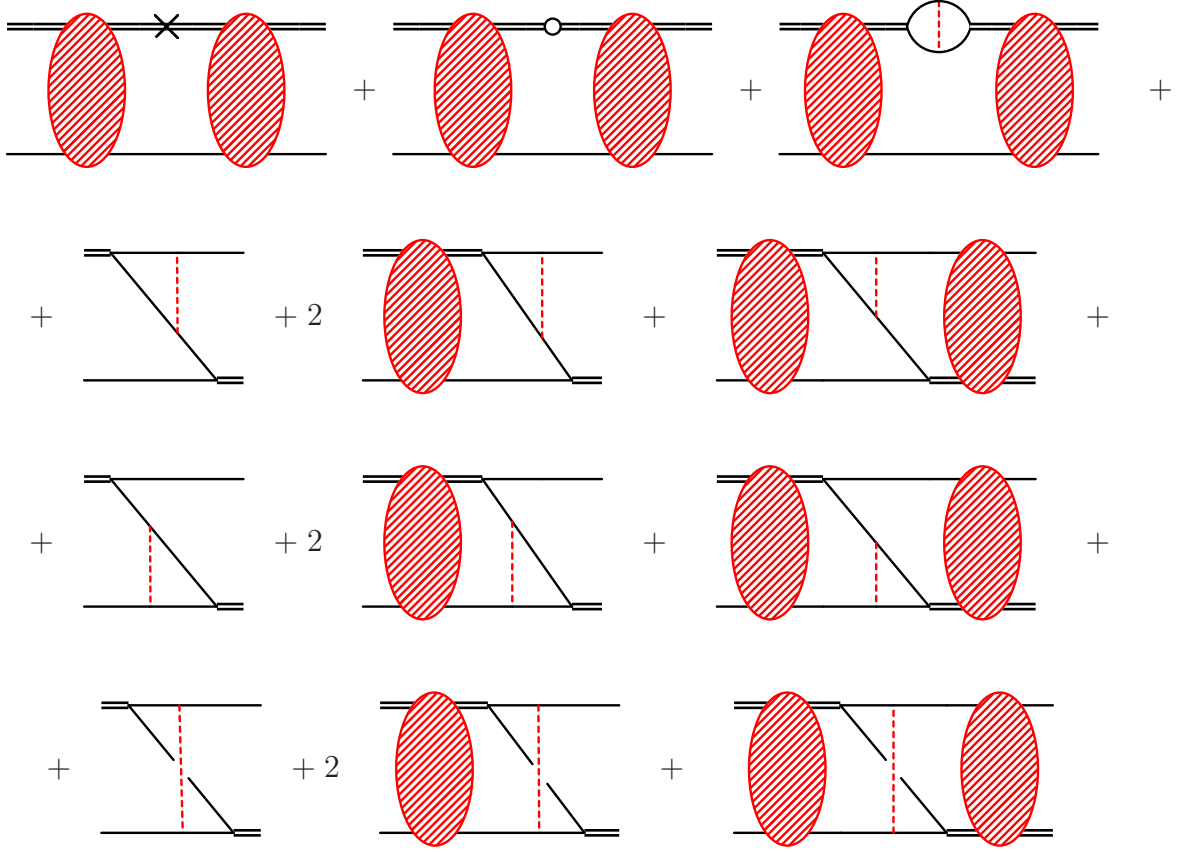 + + +
+ + 2 + +
+ + 2 + +
+ + 2 +